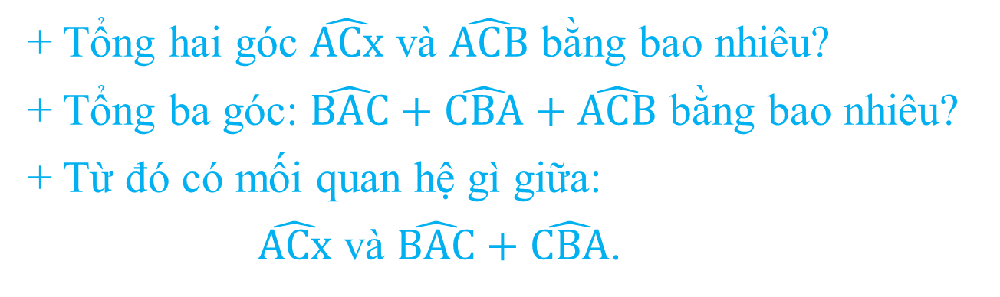 + Tổng hai góc $\widehat{ACx}$ và $\widehat{ACB}$ bằng bao nhiêu?
+ Tổng ba góc: $\widehat{BAC} + \widehat{CBA} + \widehat{ACB}$ bằng bao nhiêu?
+ Từ đó có mối quan hệ gì giữa:
$\widehat{ACx}$ và $\widehat{BAC} + \widehat{CBA}$.